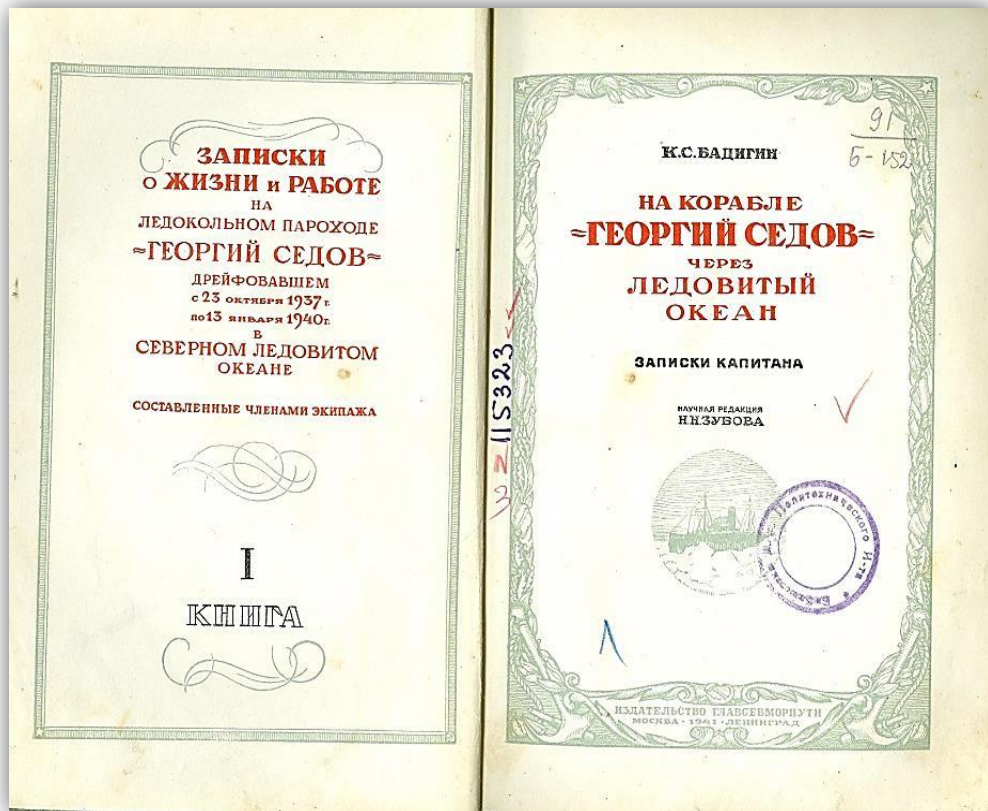 ЗАПИСКИ
О ЖИЗНИ и РАБОТЕ
НА
ЛЕДОКОЛЬНОМ ПАРОХОДЕ
≈ГЕОРГИЙ СЕДОВ≈
ДРЕЙФОВАВШЕМ
с 23 ОКТЯБРЯ 1937 г.
по 13 ЯНВАРЯ 1940 г.
В
СЕВЕРНОМ ЛЕДОВИТОМ
ОКЕАНЕ
СОСТАВЛЕННЫЕ ЧЛЕНАМИ ЭКИПАЖА
I
КНИГА
115323
91
Б-152
К.С.БАДИГИН
НА КОРАБЛЕ
≈ГЕОРГИЙ СЕДОВ≈
ЧЕРЕЗ
ЛЕДОВИТЫЙ
ОКЕАН
ЗАПИСКИ КАПИТАНА
НАУЧНАЯ РЕДАКЦИЯ
Н.Н.ЗУБОВА
Политехнического И-та
ИЗДАТЕЛЬСТВО ГЛАВСЕВМОРПУТИ
МОСКВА · 1941 · ЛЕНИНГРАД